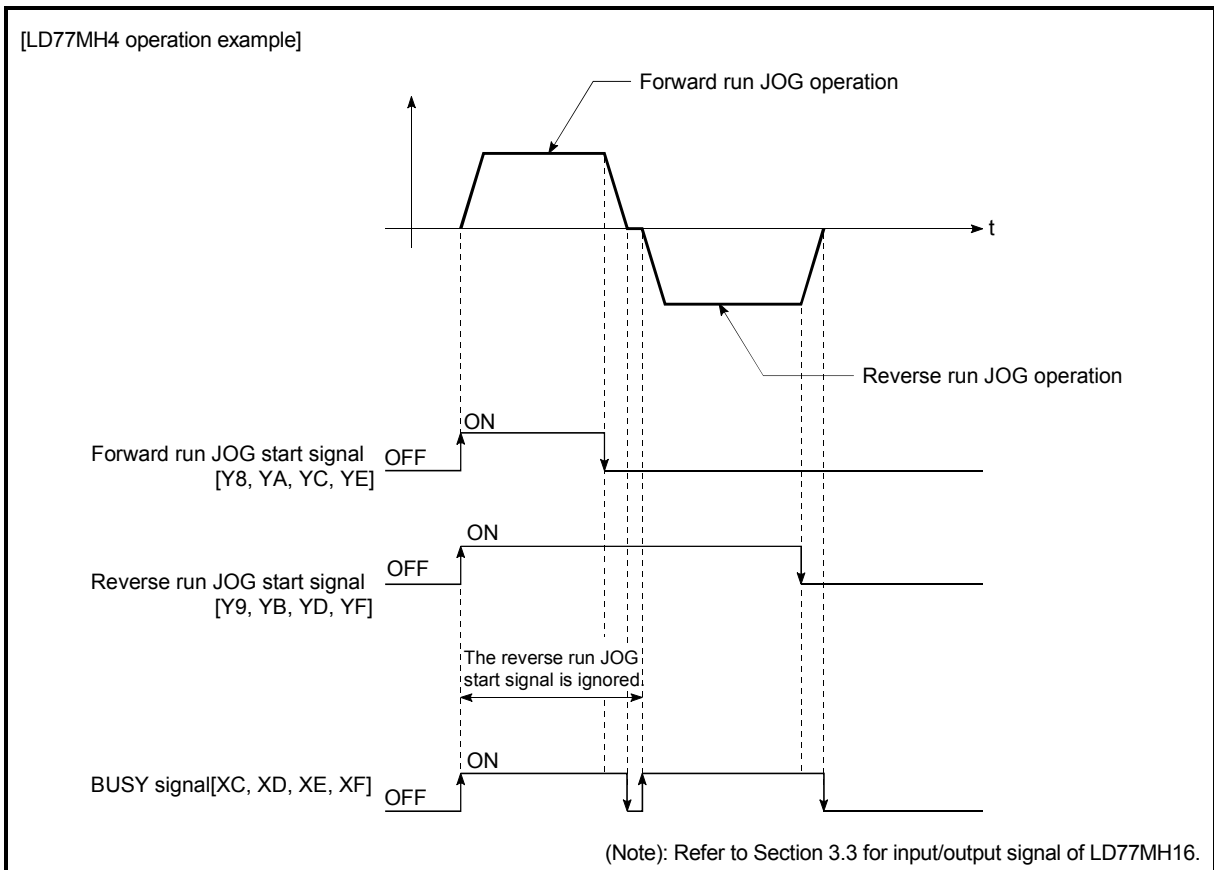 [LD77MH4 operation example]
Forward run JOG operation
t
Reverse run JOG operation
ON
Forward run JOG start signal
OFF
[Y8, YA, YC, YE]
ON
OFF
Reverse run JOG start signal
[Y9, YB, YD, YF]
The reverse run JOG
start signal is ignored.
ON
BUSY signal[XC, XD, XE, XF]
OFF
(Note): Refer to Section 3.3 for input/output signal of LD77MH16.